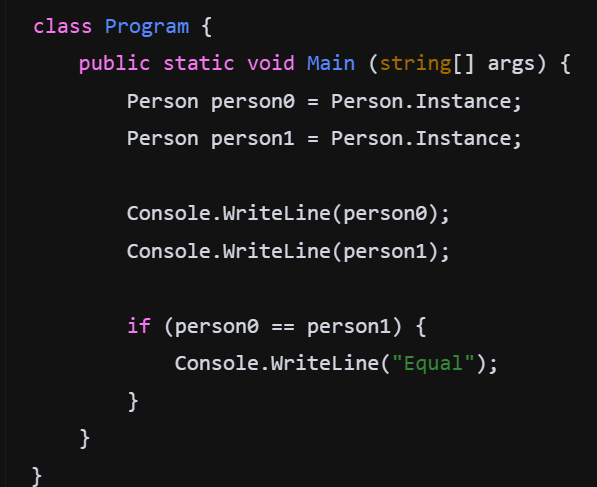 class Program {
    public static void Main (string[] args) {
        Person person0 = Person.Instance;
        Person person1 = Person.Instance;

        Console.WriteLine(person0);
        Console.WriteLine(person1);

        if (person0 == person1) {
            Console.WriteLine("Equal");
        }
    }
}